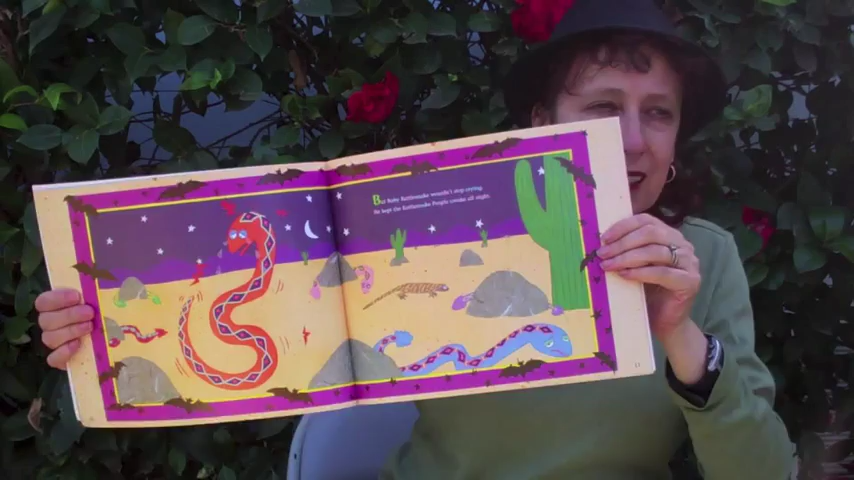 But Baby Rattlesnake wouldn't stop crying.
He kept the Rattlesnake People awake all night.